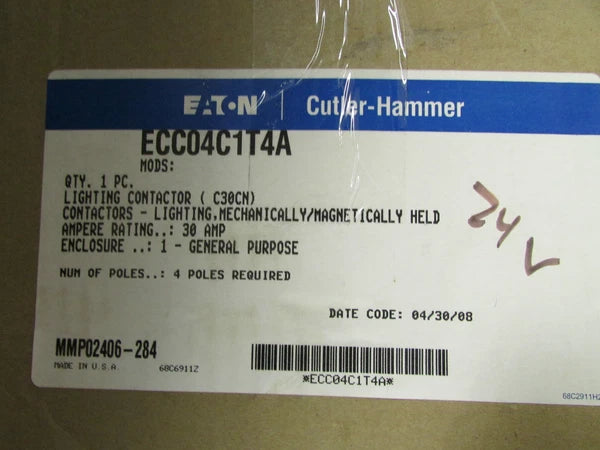 EATON | Cutler-Hammer
ECC04C1T4A
MODS:
QTY. 1 PC.
LIGHTING CONTACTOR ( C30CN)
CONTACTORS - LIGHTING.MECHANICALLY/MAGNETICALLY HELD
AMPERE RATING..: 30 AMP
ENCLOSURE ..: 1 - GENERAL PURPOSE
24 V
NUM OF POLES..: 4 POLES REQUIRED
DATE CODE: 04/30/08
MMP02406-284
MADE IN U.S.A
68C6911Z
*ECC04C1T4A*
68C2911H2